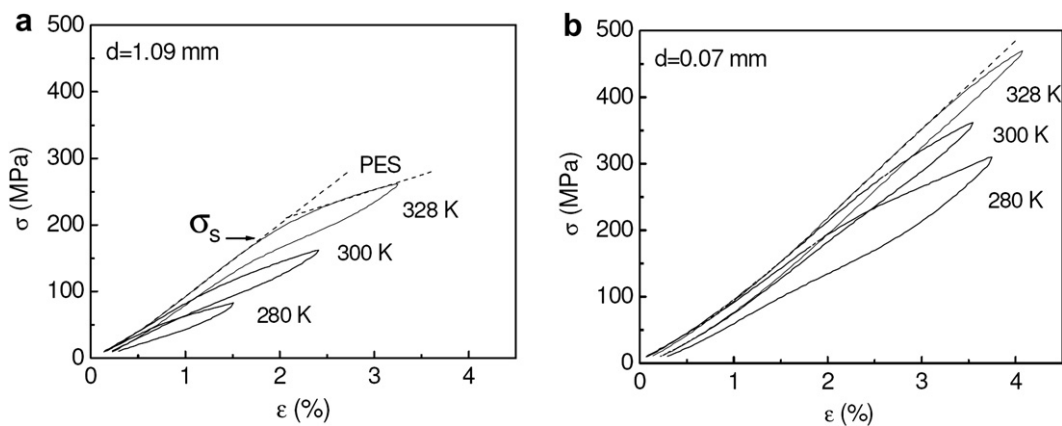 a
d=1.09 mm
500
400
300
200
100
0
σ (MPa)
PES
σs
328 K
300 K
280 K
0 1 2 3 4
ε (%)
b
d=0.07 mm
500
400
300
200
100
0
σ (MPa)
328 K
300 K
280 K
0 1 2 3 4
ε (%)